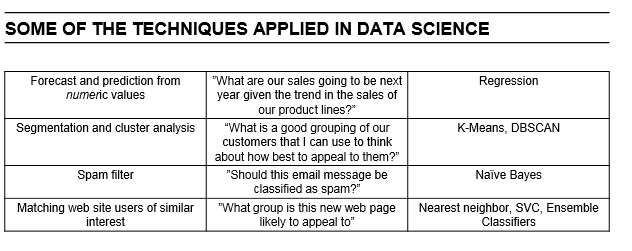 SOME OF THE TECHNIQUES APPLIED IN DATA SCIENCE
Forecast and prediction from
numeric values
”What are our sales going to be next
year given the trend in the sales of
our product lines?”
Regression
Segmentation and cluster analysis
“What is a good grouping of our
customers that I can use to think
about how best to appeal to them?”
K-Means, DBSCAN
Spam filter
”Should this email message be
classified as spam?”
Naïve Bayes
Matching web site users of similar
interest
”What group is this new web page
likely to appeal to”
Nearest neighbor, SVC, Ensemble
Classifiers